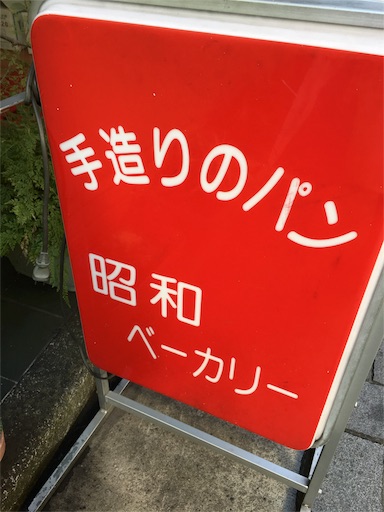 手造りのパン
昭和
ベーカリー